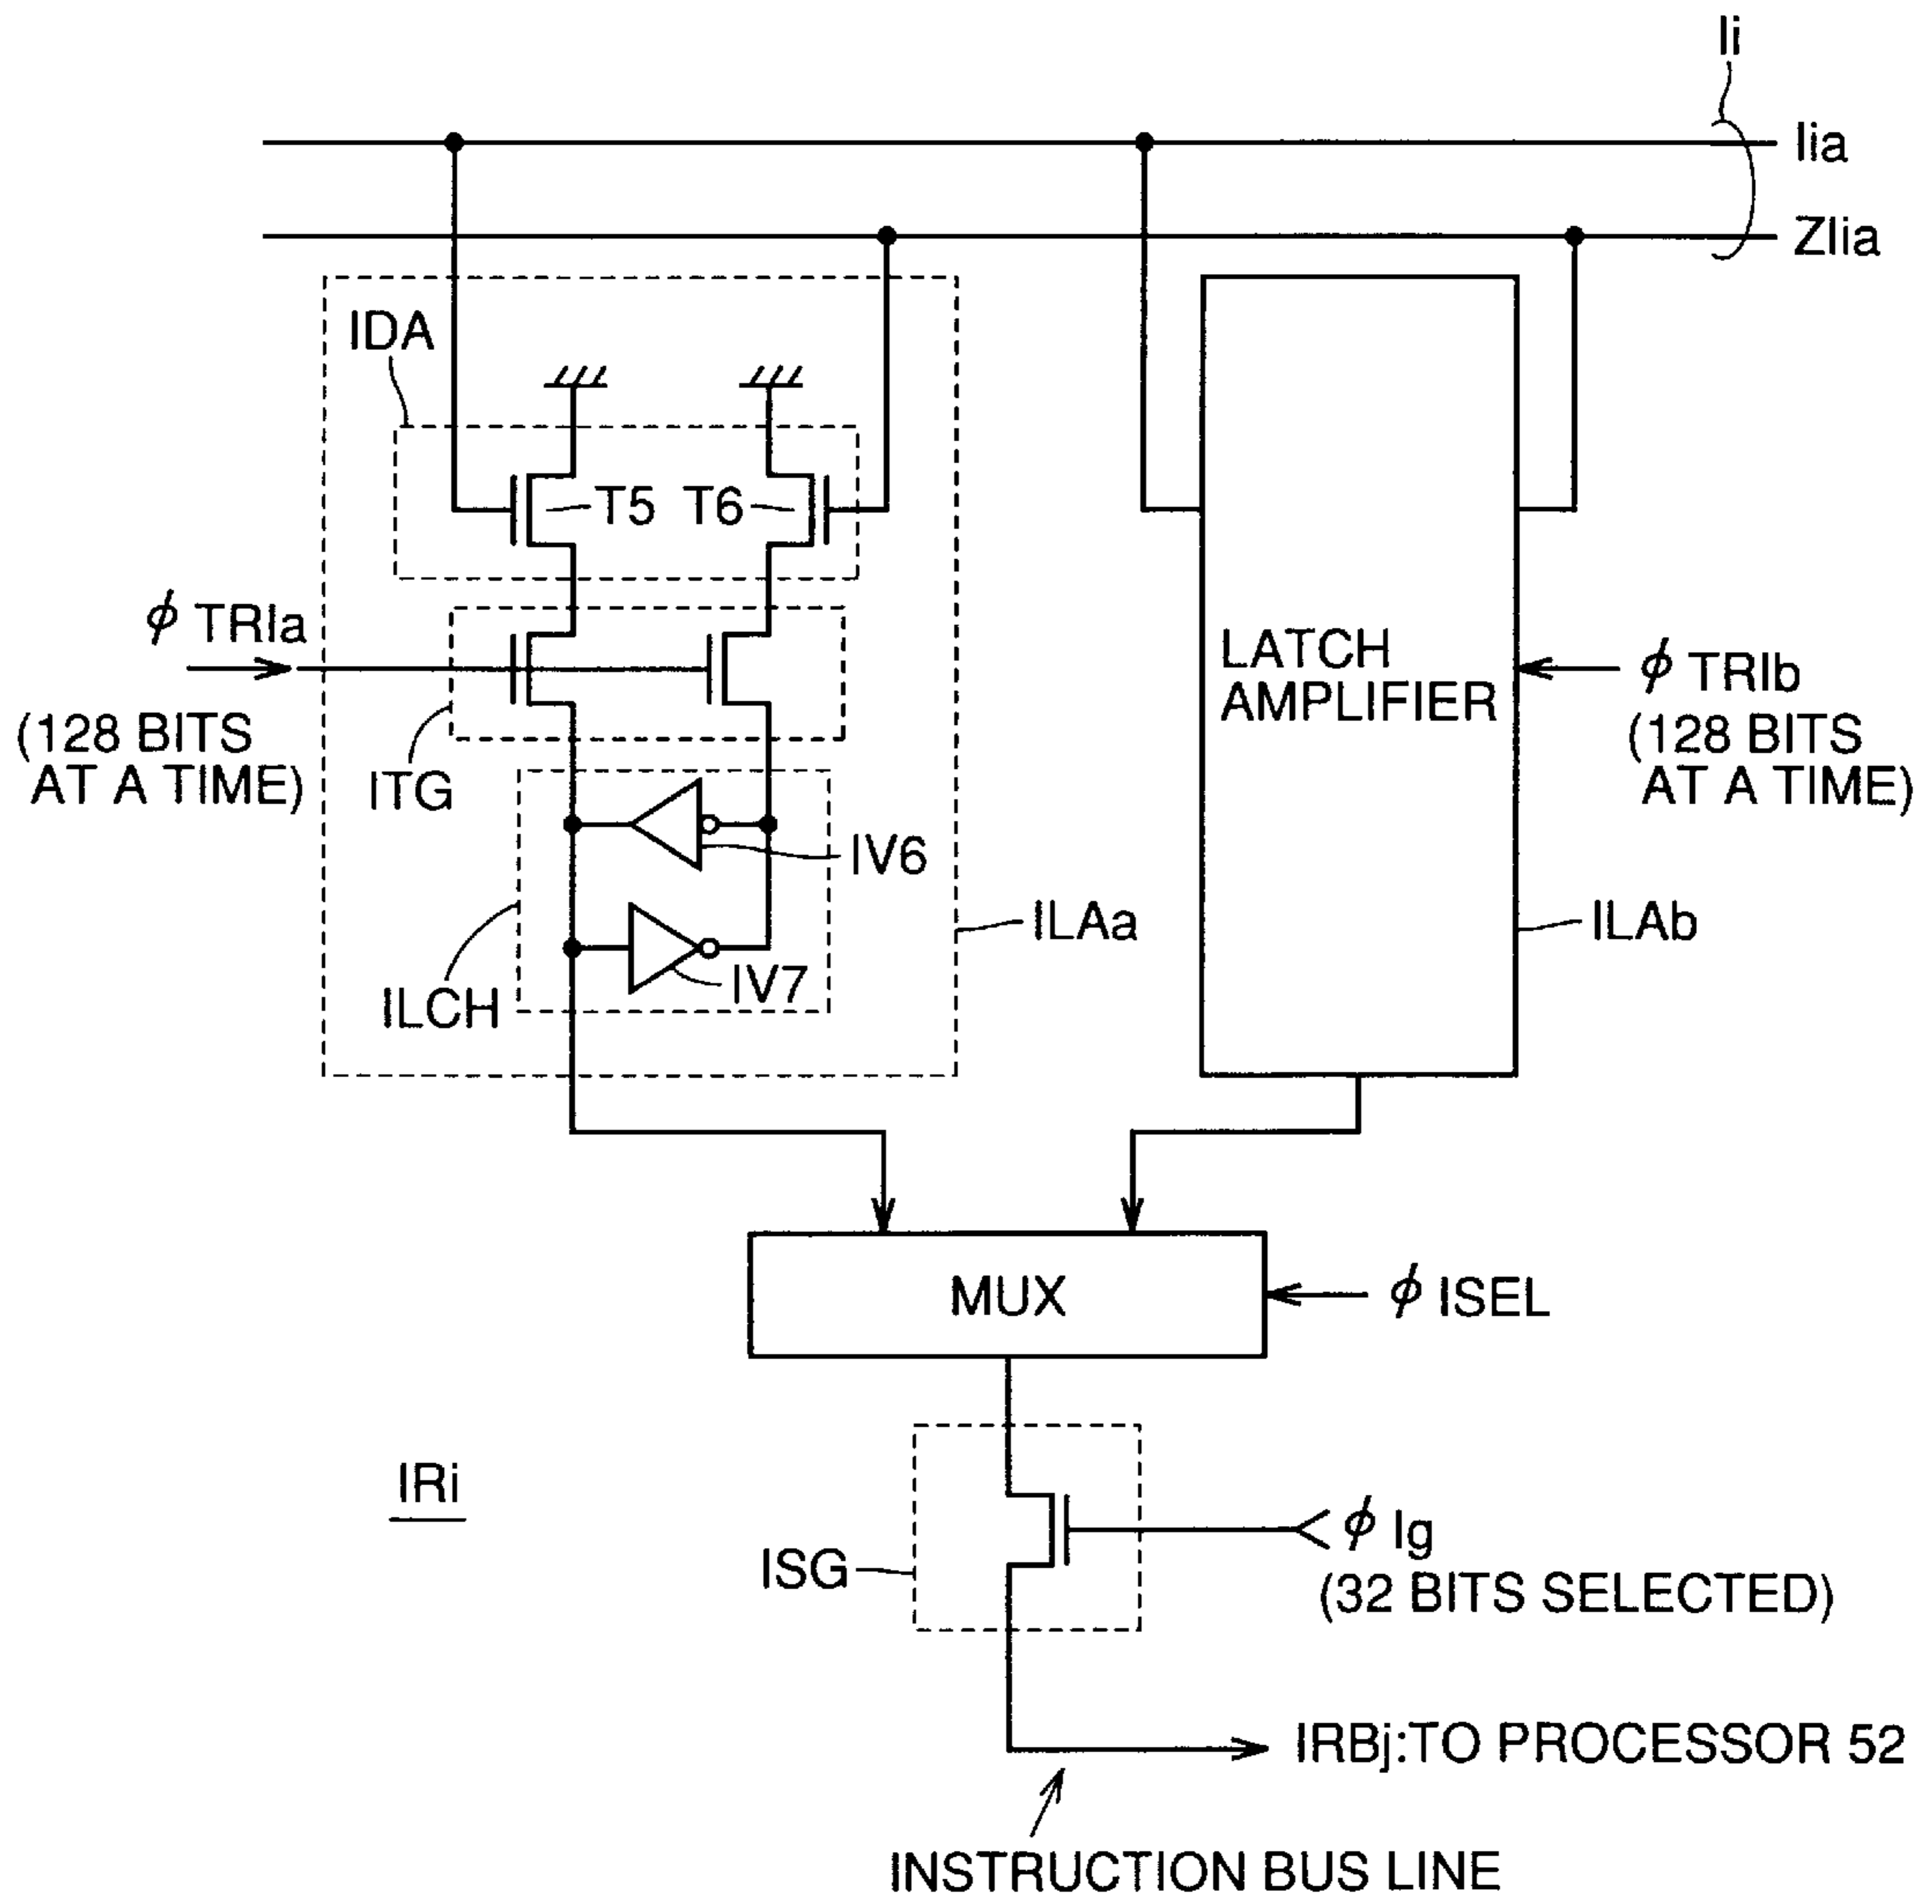 Ii
Iia
ZIia
IDA
T5 T6
ϕ TRIa
(128 BITS
AT A TIME)
ITG
LATCH
AMPLIFIER
ϕ TRIb
(128 BITS
AT A TIME)
IV6
ILAa
ILAb
IV7
ILCH
MUX
ϕ ISEL
IRi
ISG
ϕ Ig
(32 BITS SELECTED)
IRBj:TO PROCESSOR 52
INSTRUCTION BUS LINE